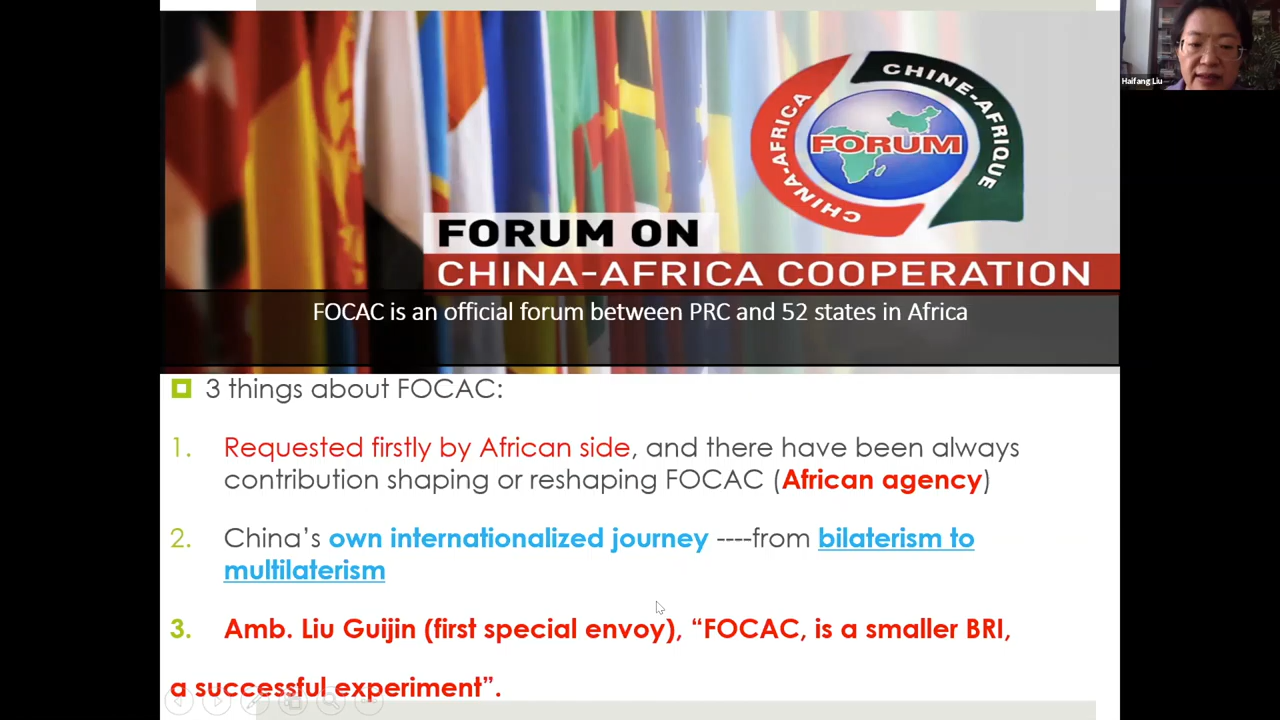 CHINE-AFRIQUE
CHINA-AFRICA
FORUM
Haifang Liu
FORUM ON
CHINA-AFRICA COOPERATION
FOCAC is an official forum between PRC and 52 states in Africa
3 things about FOCAC:
1. Requested firstly by African side, and there have been always
contribution shaping or reshaping FOCAC (African agency)
2. China’s own internationalized journey ----from bilaterism to
multilaterism
3. Amb. Liu Guijin (first special envoy), “FOCAC, is a smaller BRI,
a successful experiment”.